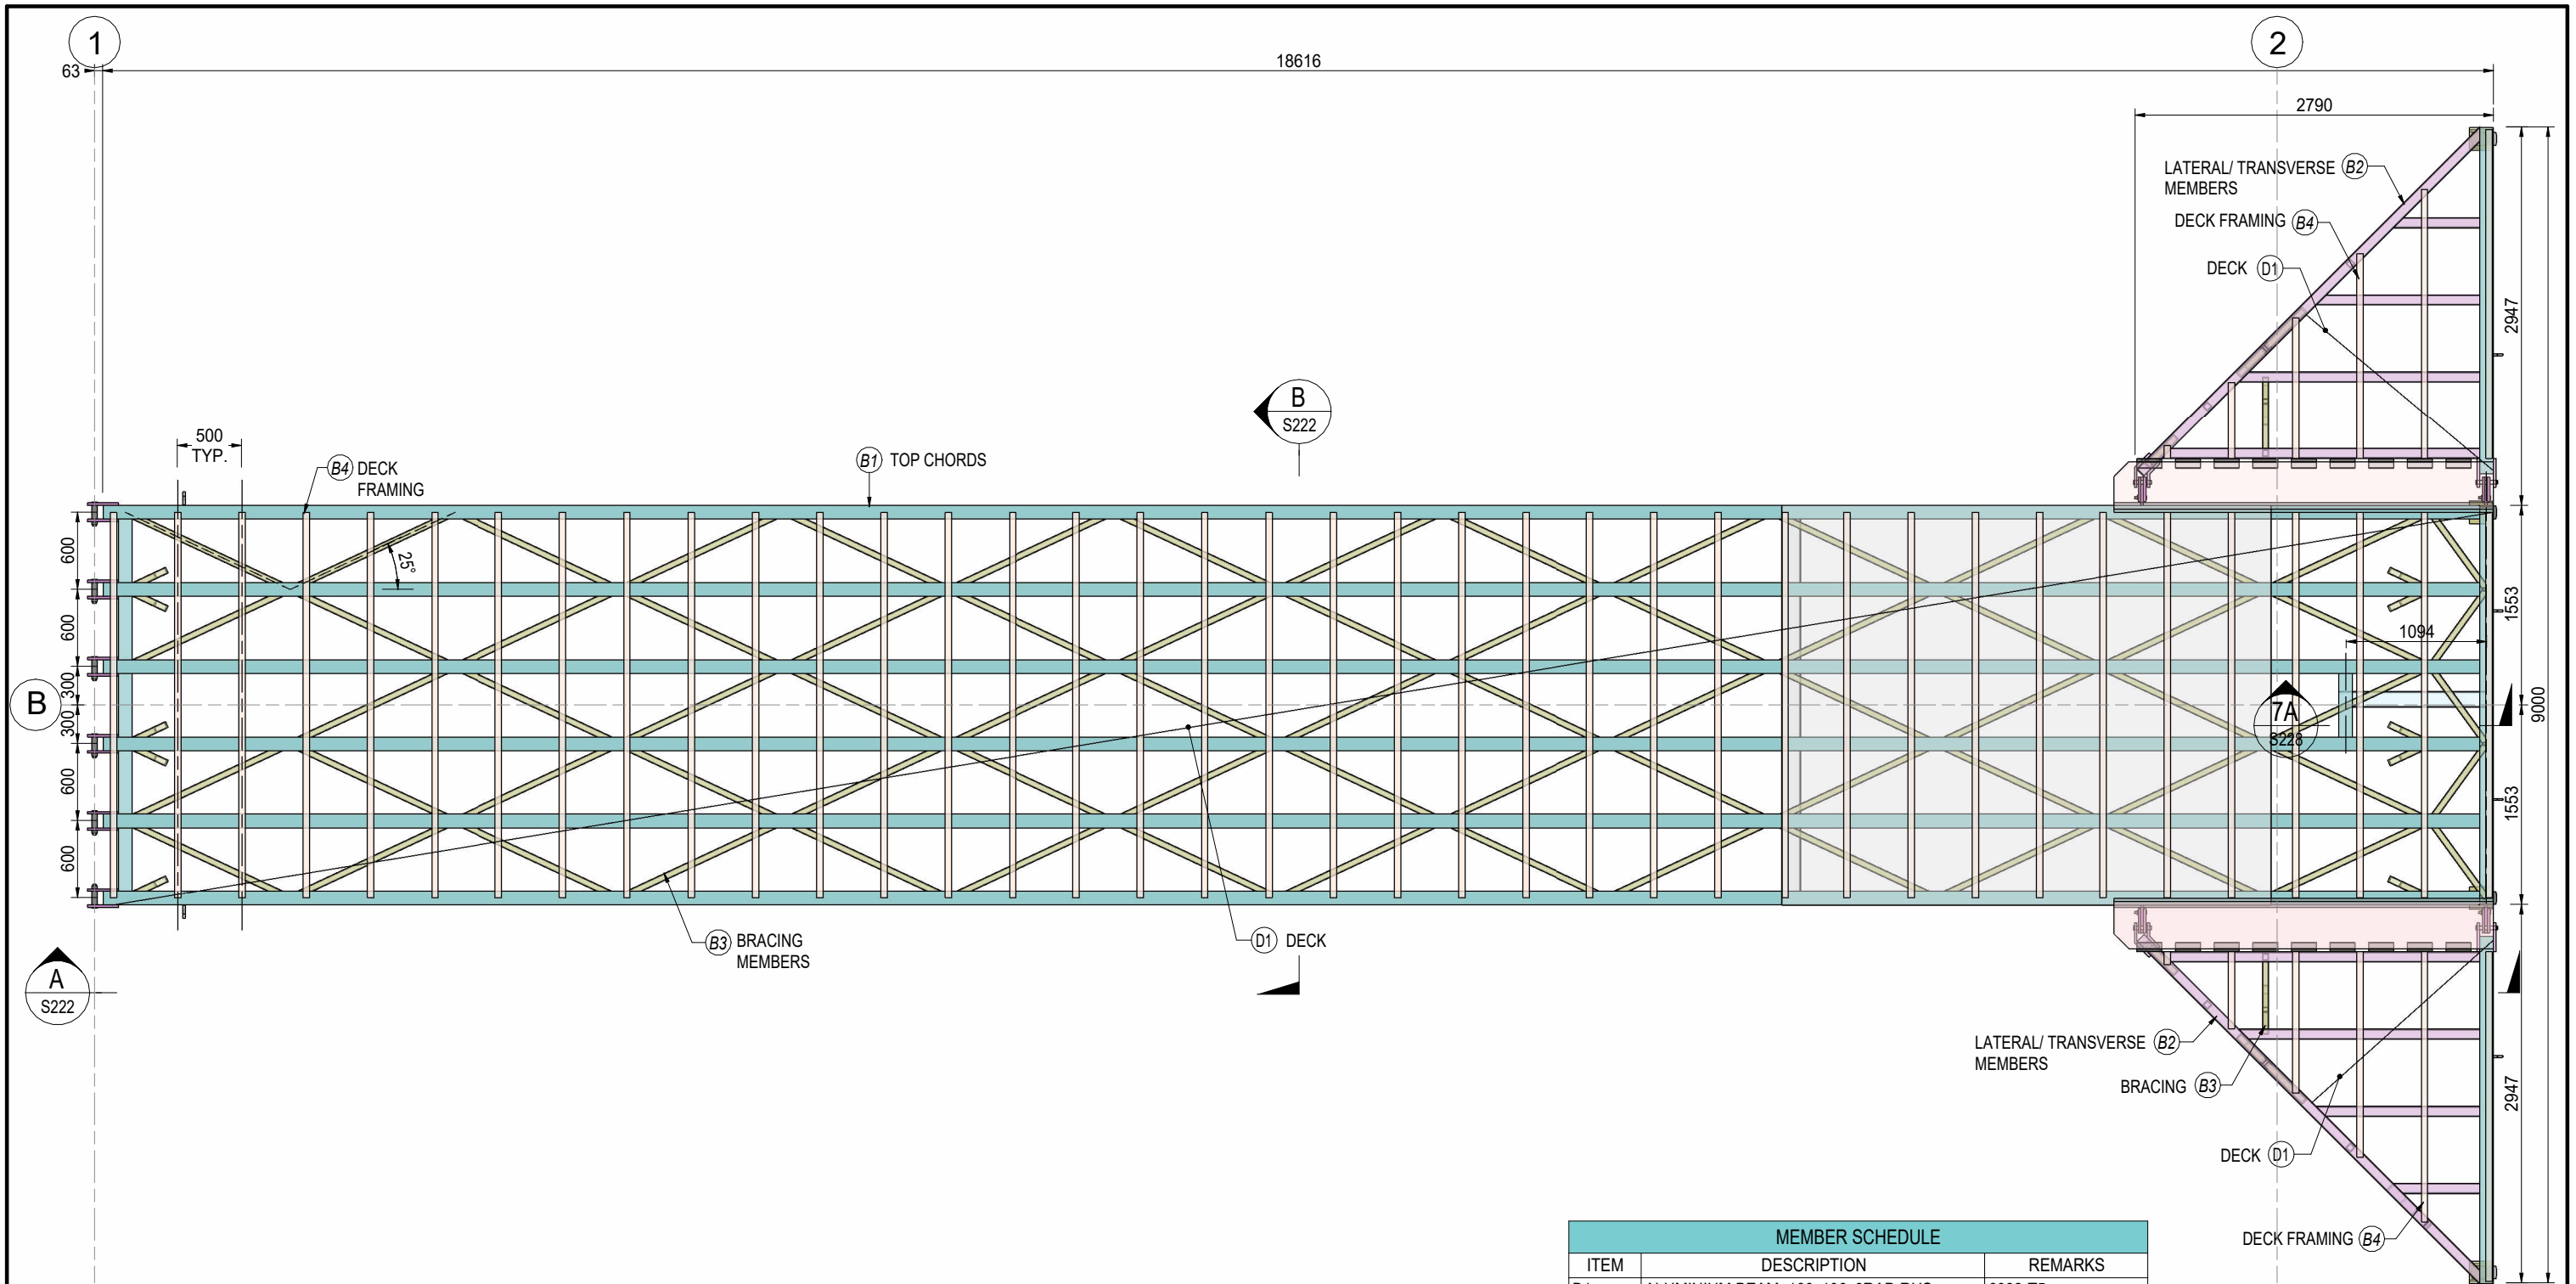 1
2
63
18616
2790
LATERAL/ TRANSVERSE B2
MEMBERS
DECK FRAMING B4
DECK D1
2947
B
S222
500
TYP.
B4 DECK
FRAMING
B1 TOP CHORDS
600
25°
600
1553
1094
300
B
300
7A
S228
9000
600
1553
600
B3 BRACING
MEMBERS
D1 DECK
A
S222
LATERAL/ TRANSVERSE B2
MEMBERS
BRACING B3
2947
DECK D1
DECK FRAMING B4
MEMBER SCHEDULE
ITEM DESCRIPTION REMARKS